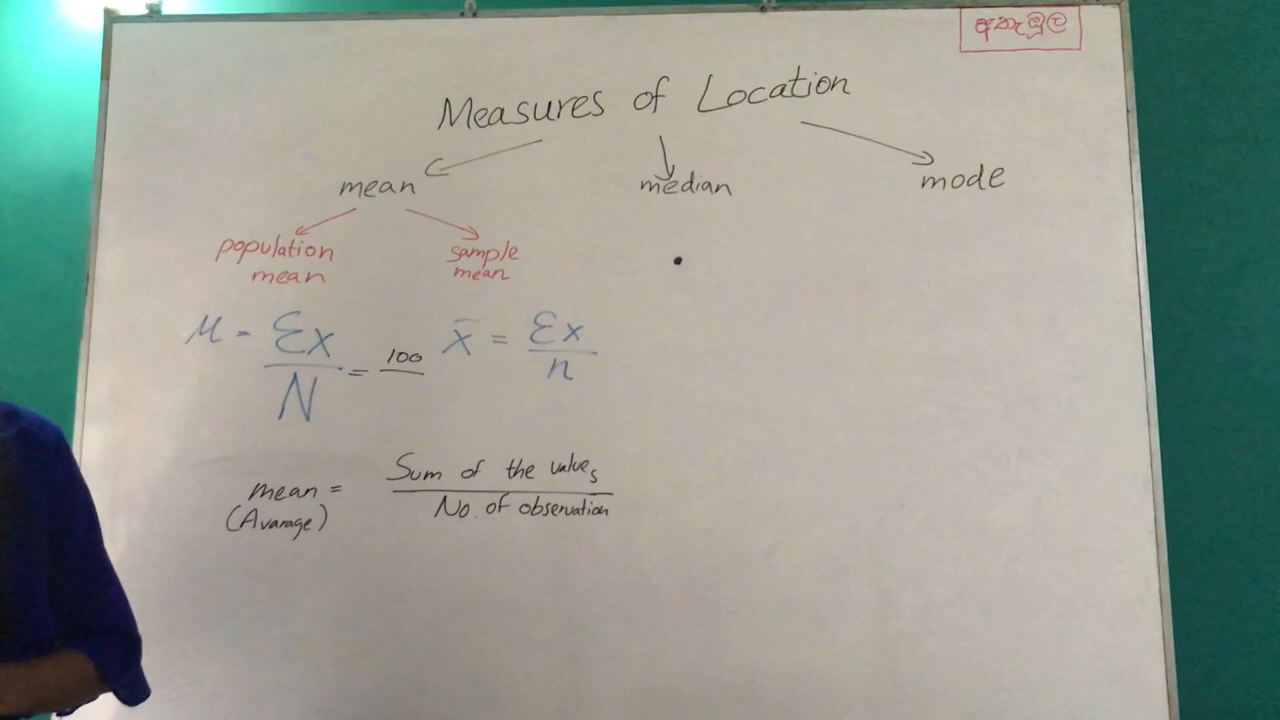 අතැඹුල
Measures of Location
mean median mode
population mean
sample mean
μ = Σx / N = 100
x̄ = Σx / n
mean = Sum of the values
(Avarage) No. of observation